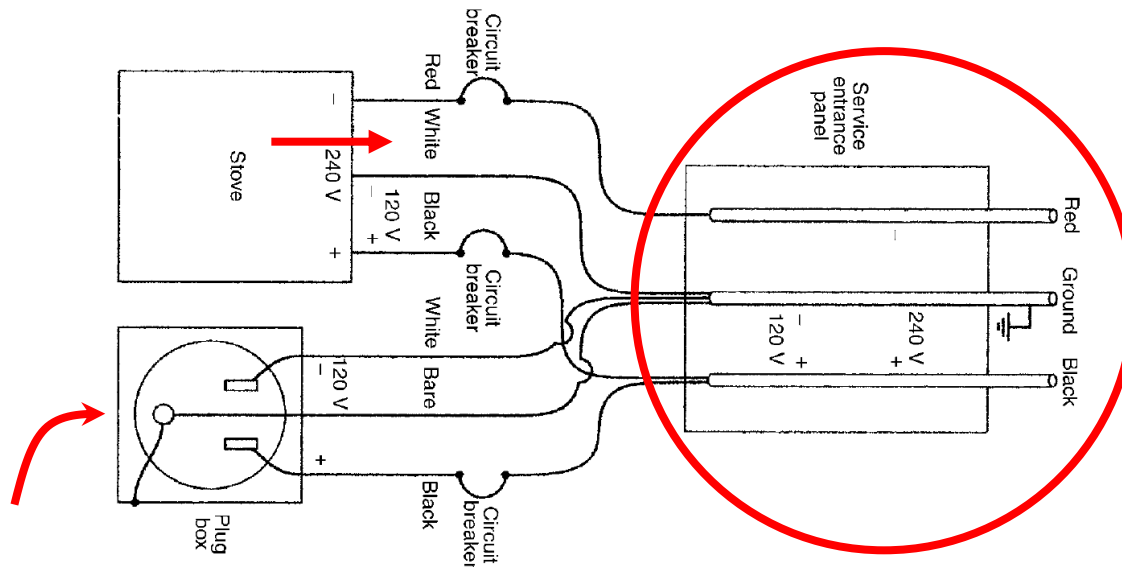 Service
entrance
panel
Red
Ground
Black
−
240 V
+
−
120 V
+
Circuit
breaker
Red
White
Black
Circuit
breaker
Stove
−
240 V
+
−
120 V
+
White
Bare
Black
Circuit
breaker
−
120 V
+
Plug
box